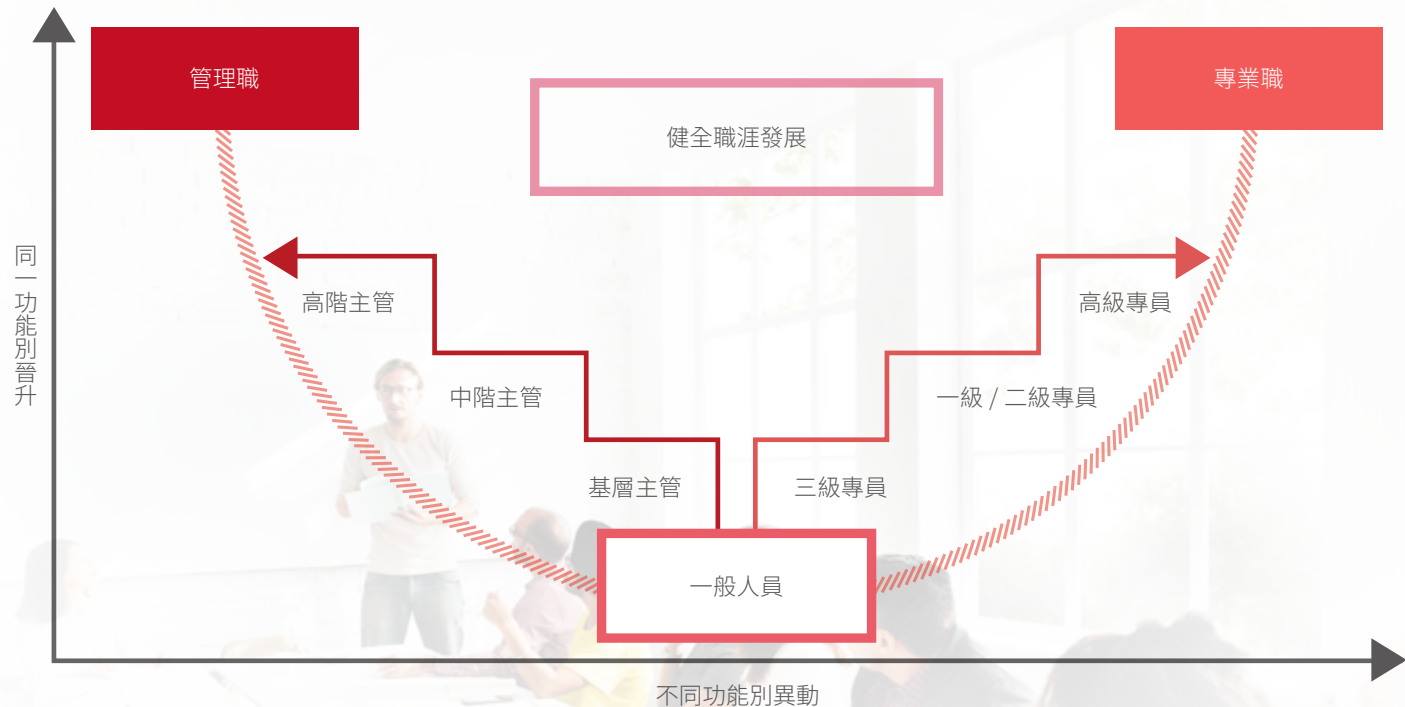 管理職
專業職
健全職涯發展
同一功能別晉升
高階主管
高級專員
中階主管
一級 / 二級專員
基層主管
三級專員
一般人員
不同功能別異動